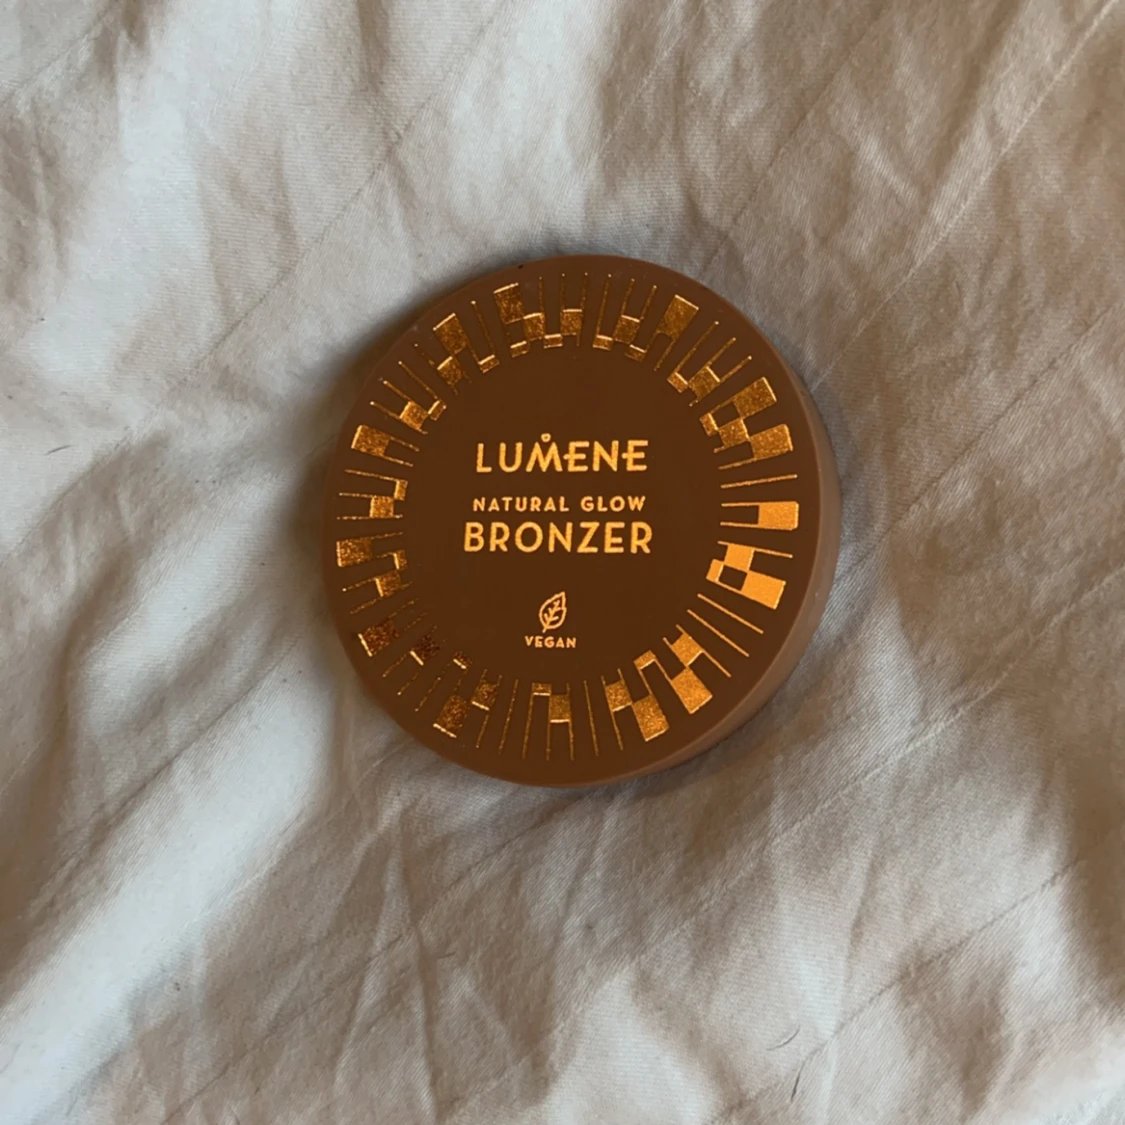 LUMENE
NATURAL GLOW
BRONZER
VEGAN